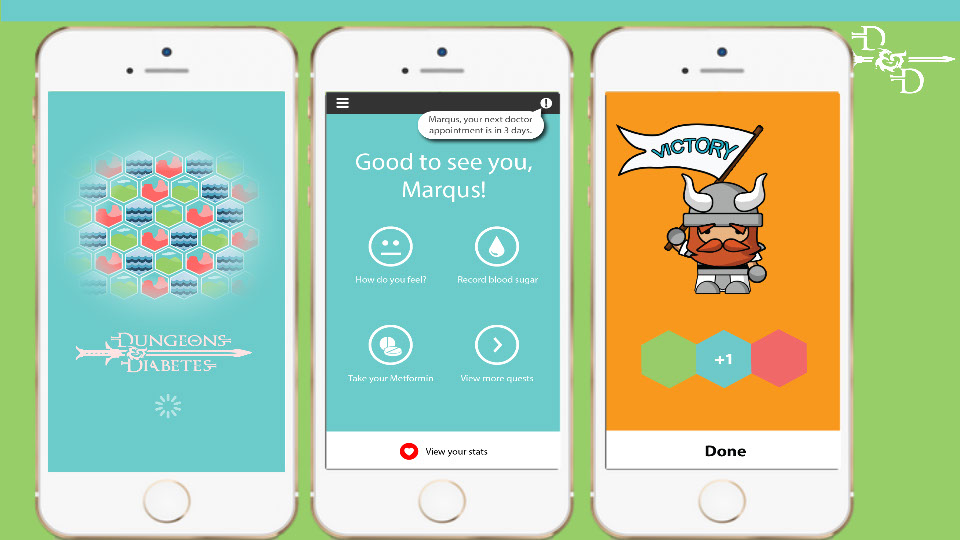 D
&
D
Dungeons
&
Diabetes
Marqus, your next doctor
appointment is in 3 days.
Good to see you,
Marqus!
How do you feel?
Record blood sugar
Take your Metformin
View more quests
View your stats
VICTORY
+1
Done